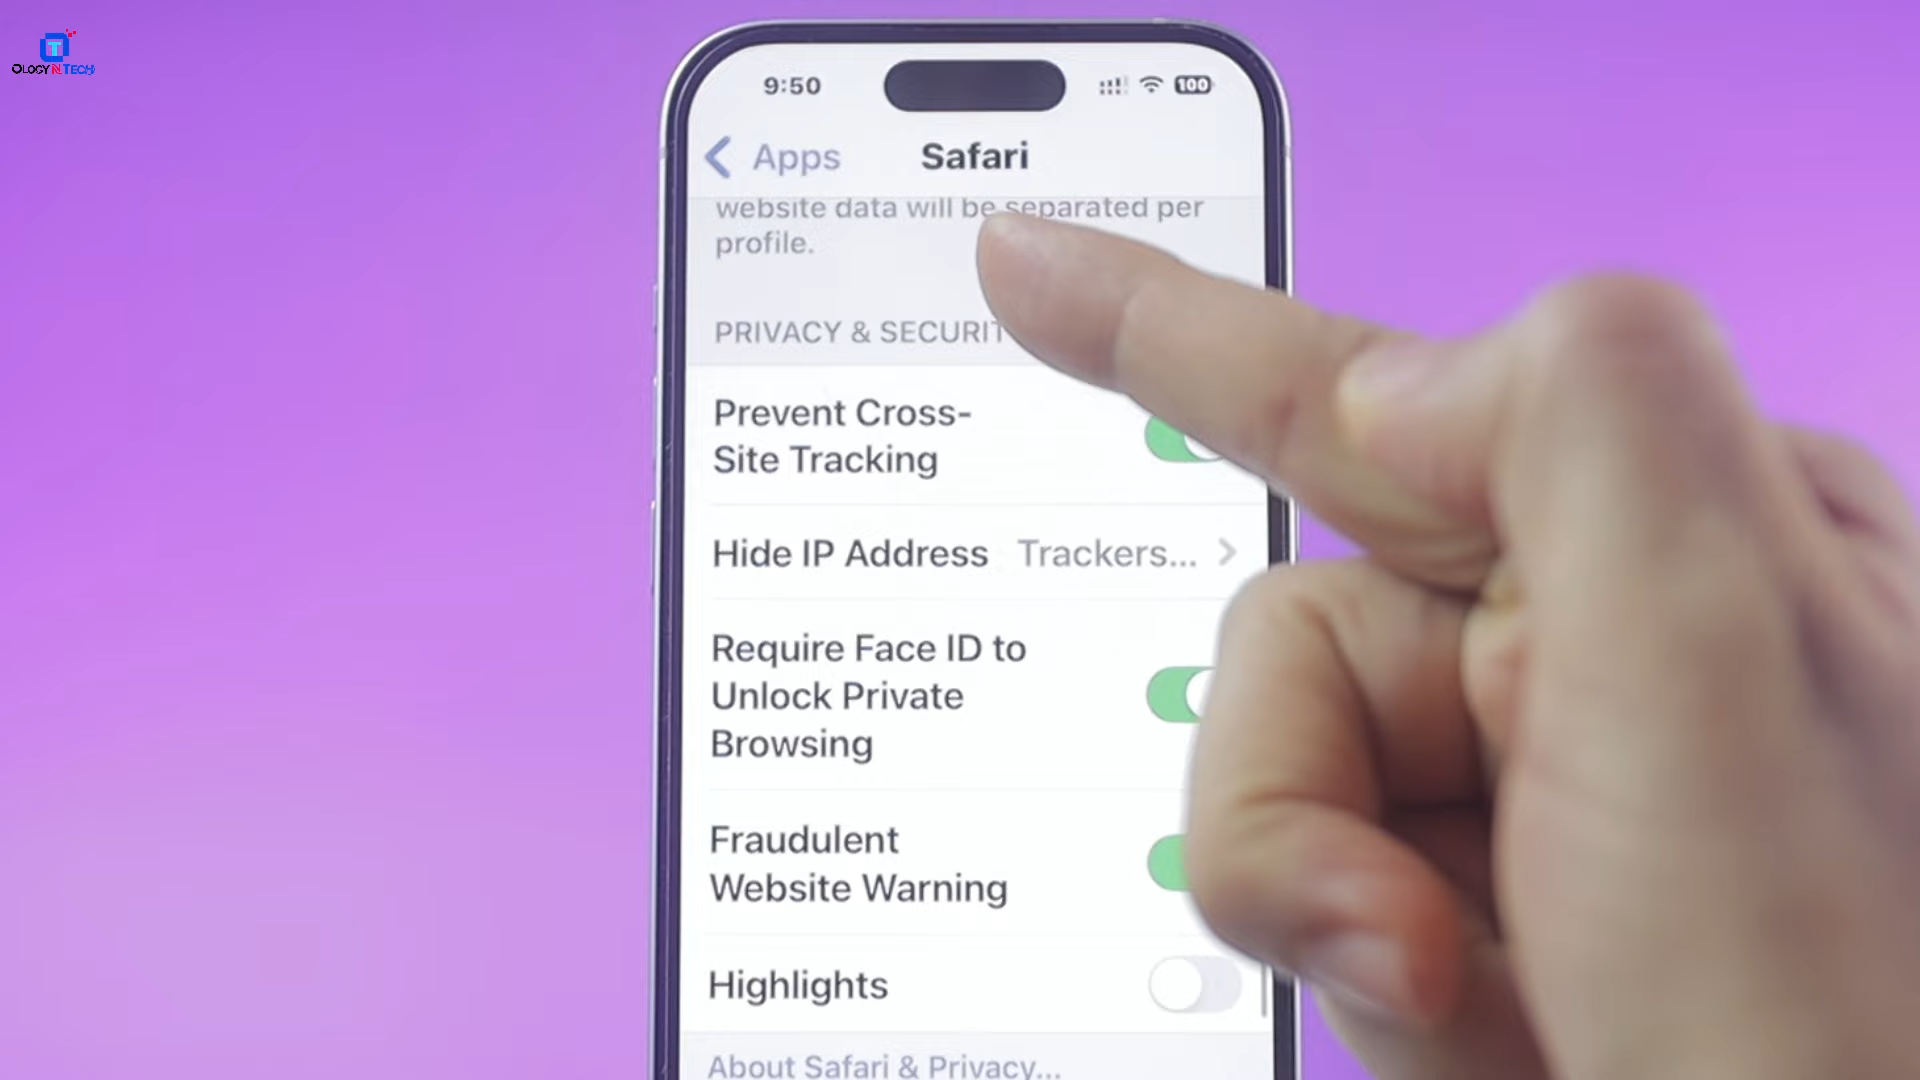 OLOGY N TECH
9:50
100
Apps
Safari
website data will be separated per
profile.
PRIVACY & SECURIT
Prevent Cross-
Site Tracking
Hide IP Address Trackers...
Require Face ID to
Unlock Private
Browsing
Fraudulent
Website Warning
Highlights
About Safari & Privacy...